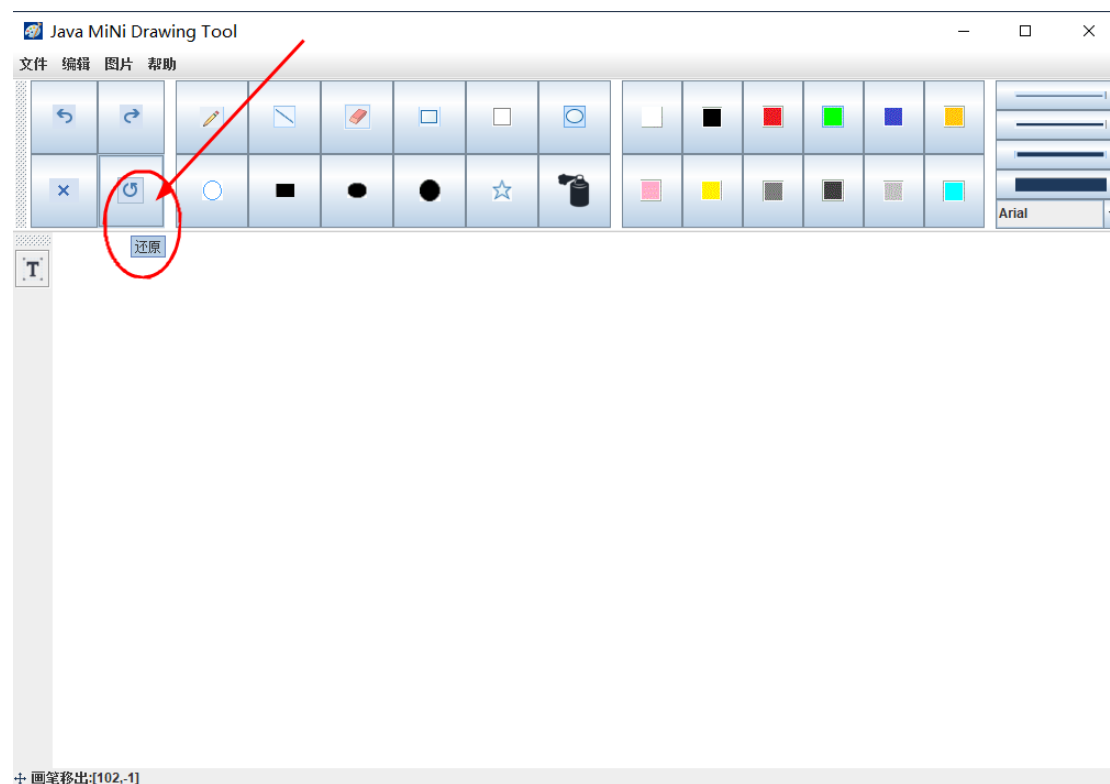 Java MiNi Drawing Tool
文件 编辑 图片 帮助
Arial
还原
T
画笔移出:[102,-1]